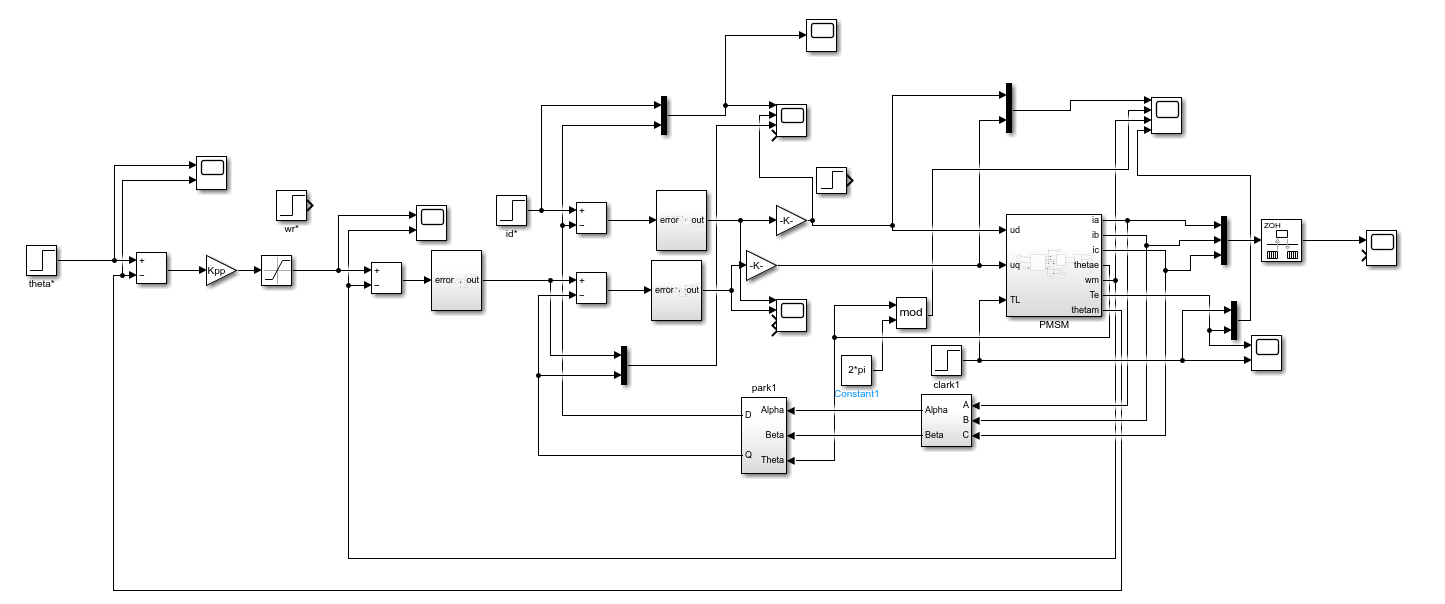 theta*
+
−
Kpp
wr*
+
−
error
out
id*
+
−
+
−
error
out
error
out
-K-
-K-
mod
2*pi
Constant1
clark1
park1
D
Q
Alpha
Beta
Theta
Alpha
Beta
A
B
C
ud
uq
TL
ia
ib
ic
thetae
wm
Te
thetam
PMSM
ZOH